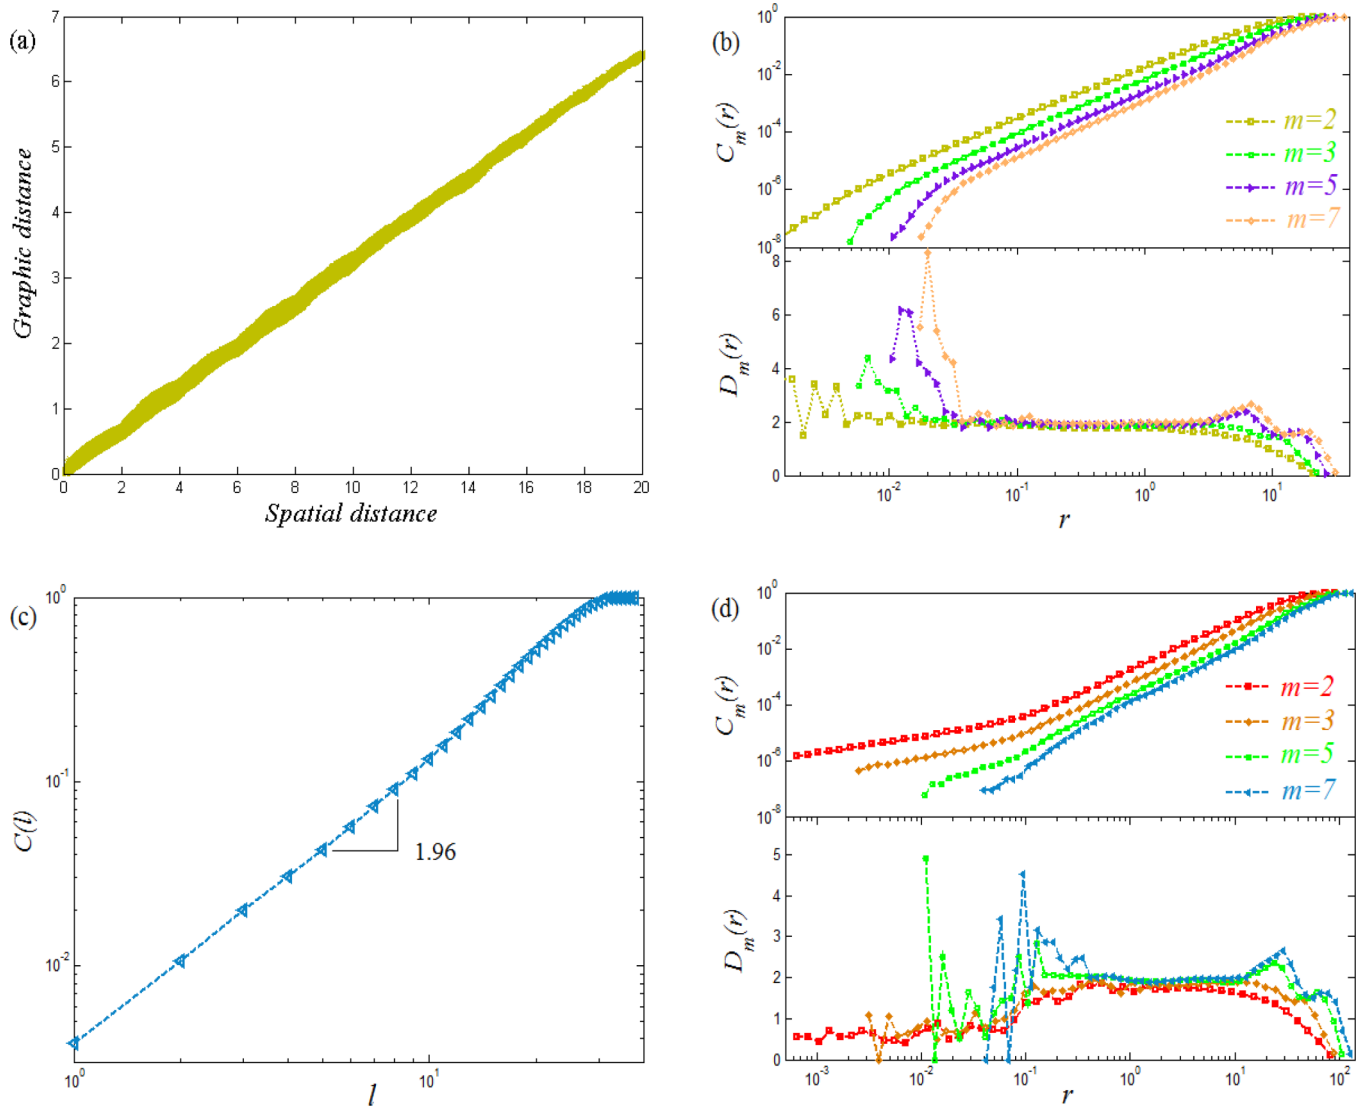 (a)
Graphic distance
7
6
5
4
3
2
1
0
0 2 4 6 8 10 12 14 16 18 20
Spatial distance
(b)
C_m(r)
10^0
10^-2
10^-4
10^-6
10^-8
m=2
m=3
m=5
m=7
D_m(r)
8
6
4
2
0
10^-2 10^-1 10^0 10^1
r
(c)
C(l)
10^0
10^-1
10^-2
1.96
10^0 10^1
l
(d)
C_m(r)
10^0
10^-2
10^-4
10^-6
10^-8
m=2
m=3
m=5
m=7
D_m(r)
5
4
3
2
1
0
10^-3 10^-2 10^-1 10^0 10^1 10^2
r